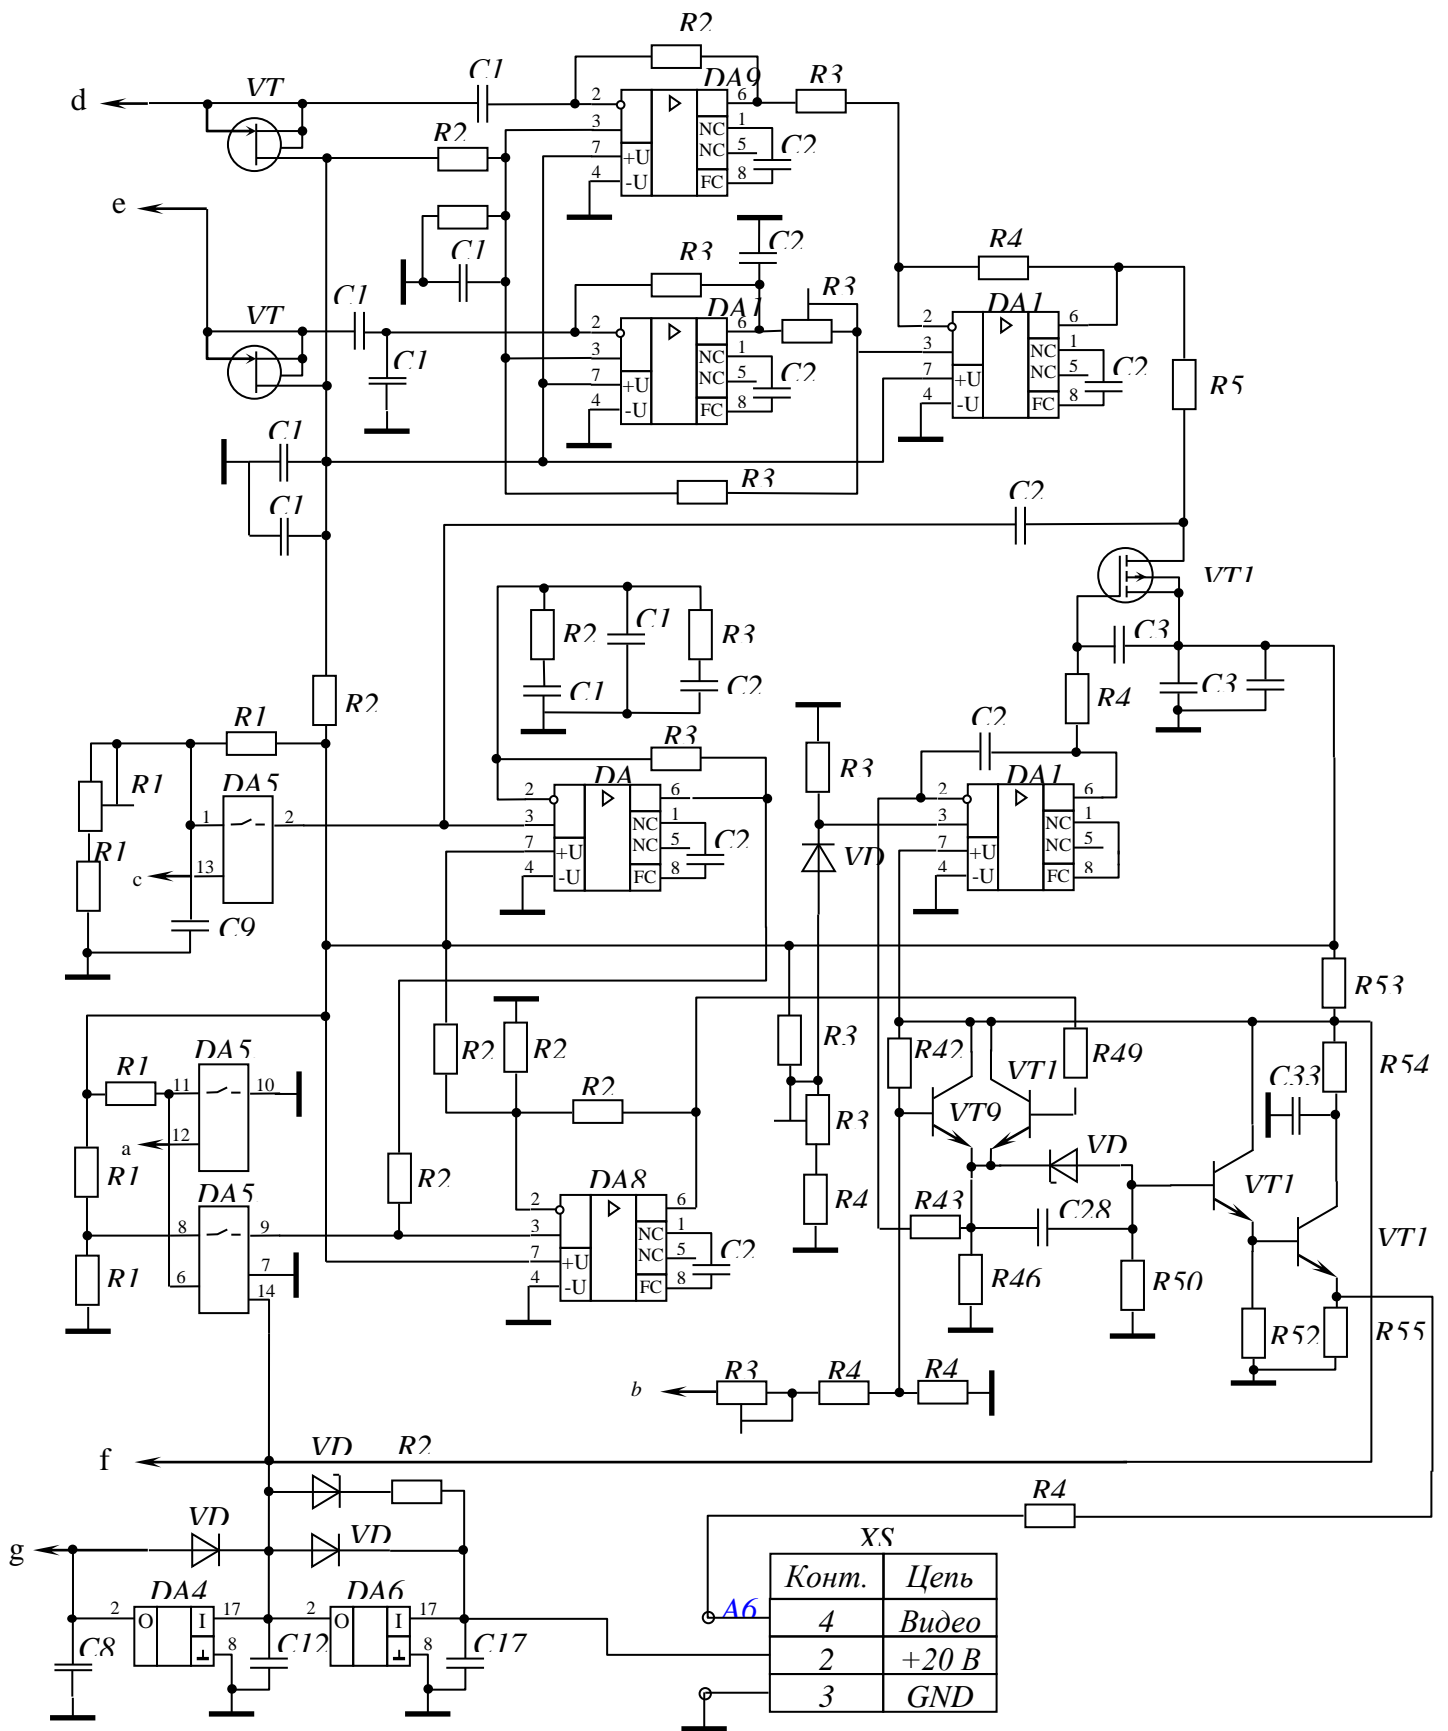 R2
C1
DA9
R3
VT
d
2
6
3
1
NC
R2
7
5
NC
C2
+U
4
8
-U
FC
e
C1
C2
R3
R4
R3
C1
DA1
DA1
VT
2
6
2
6
3
1
3
1
NC
NC
C1
7
5
7
5
NC
C2
NC
C2
R5
+U
+U
4
8
4
8
-U
FC
-U
FC
C1
R3
C2
C1
VT1
R2
C1
R3
C3
C1
C2
R4
C3
R2
R1
C2
R3
R3
DA
DA1
R1
DA5
2
6
2
6
1
2
3
1
3
1
NC
NC
R1
7
5
7
5
NC
C2
VD
NC
+U
+U
c
13
4
8
4
8
-U
FC
-U
FC
C9
R53
R1
DA5
R2
R2
R3
R42
VT1
R49
R54
11
10
R2
C33
VT9
a
12
R3
VD
R1
DA5
R2
DA8
R4
R43
C28
VT1
VT1
8
9
2
6
3
1
NC
6
7
7
5
NC
C2
+U
R1
14
4
8
-U
FC
R46
R50
R52
R55
b
R3
R4
R4
f
VD
R2
VD
VD
R4
g
XS
DA4
DA6
Конт.
Цепь
2
O
I
17
2
O
I
17
A6
4
Видео
C8
8
C12
8
C17
2
+20 В
3
GND